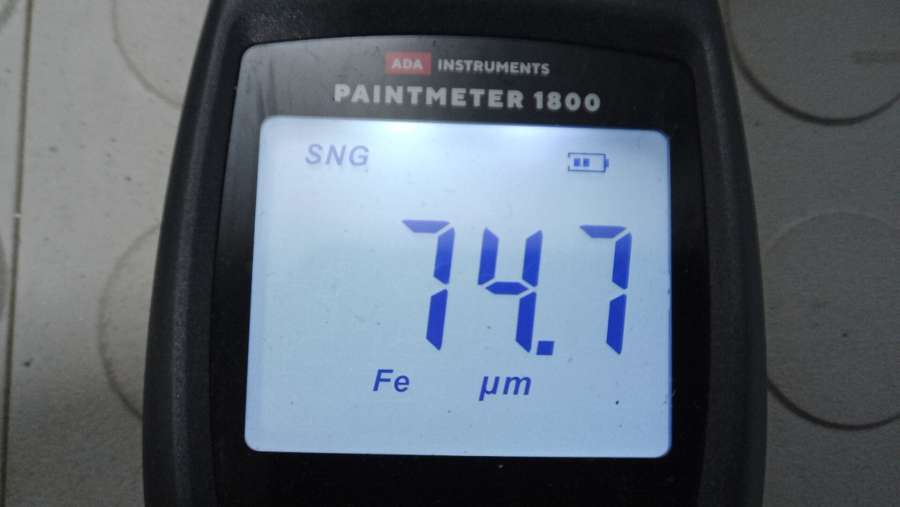 ADA INSTRUMENTS
PAINTMETER 1800
SNG
74.7
Fe μm